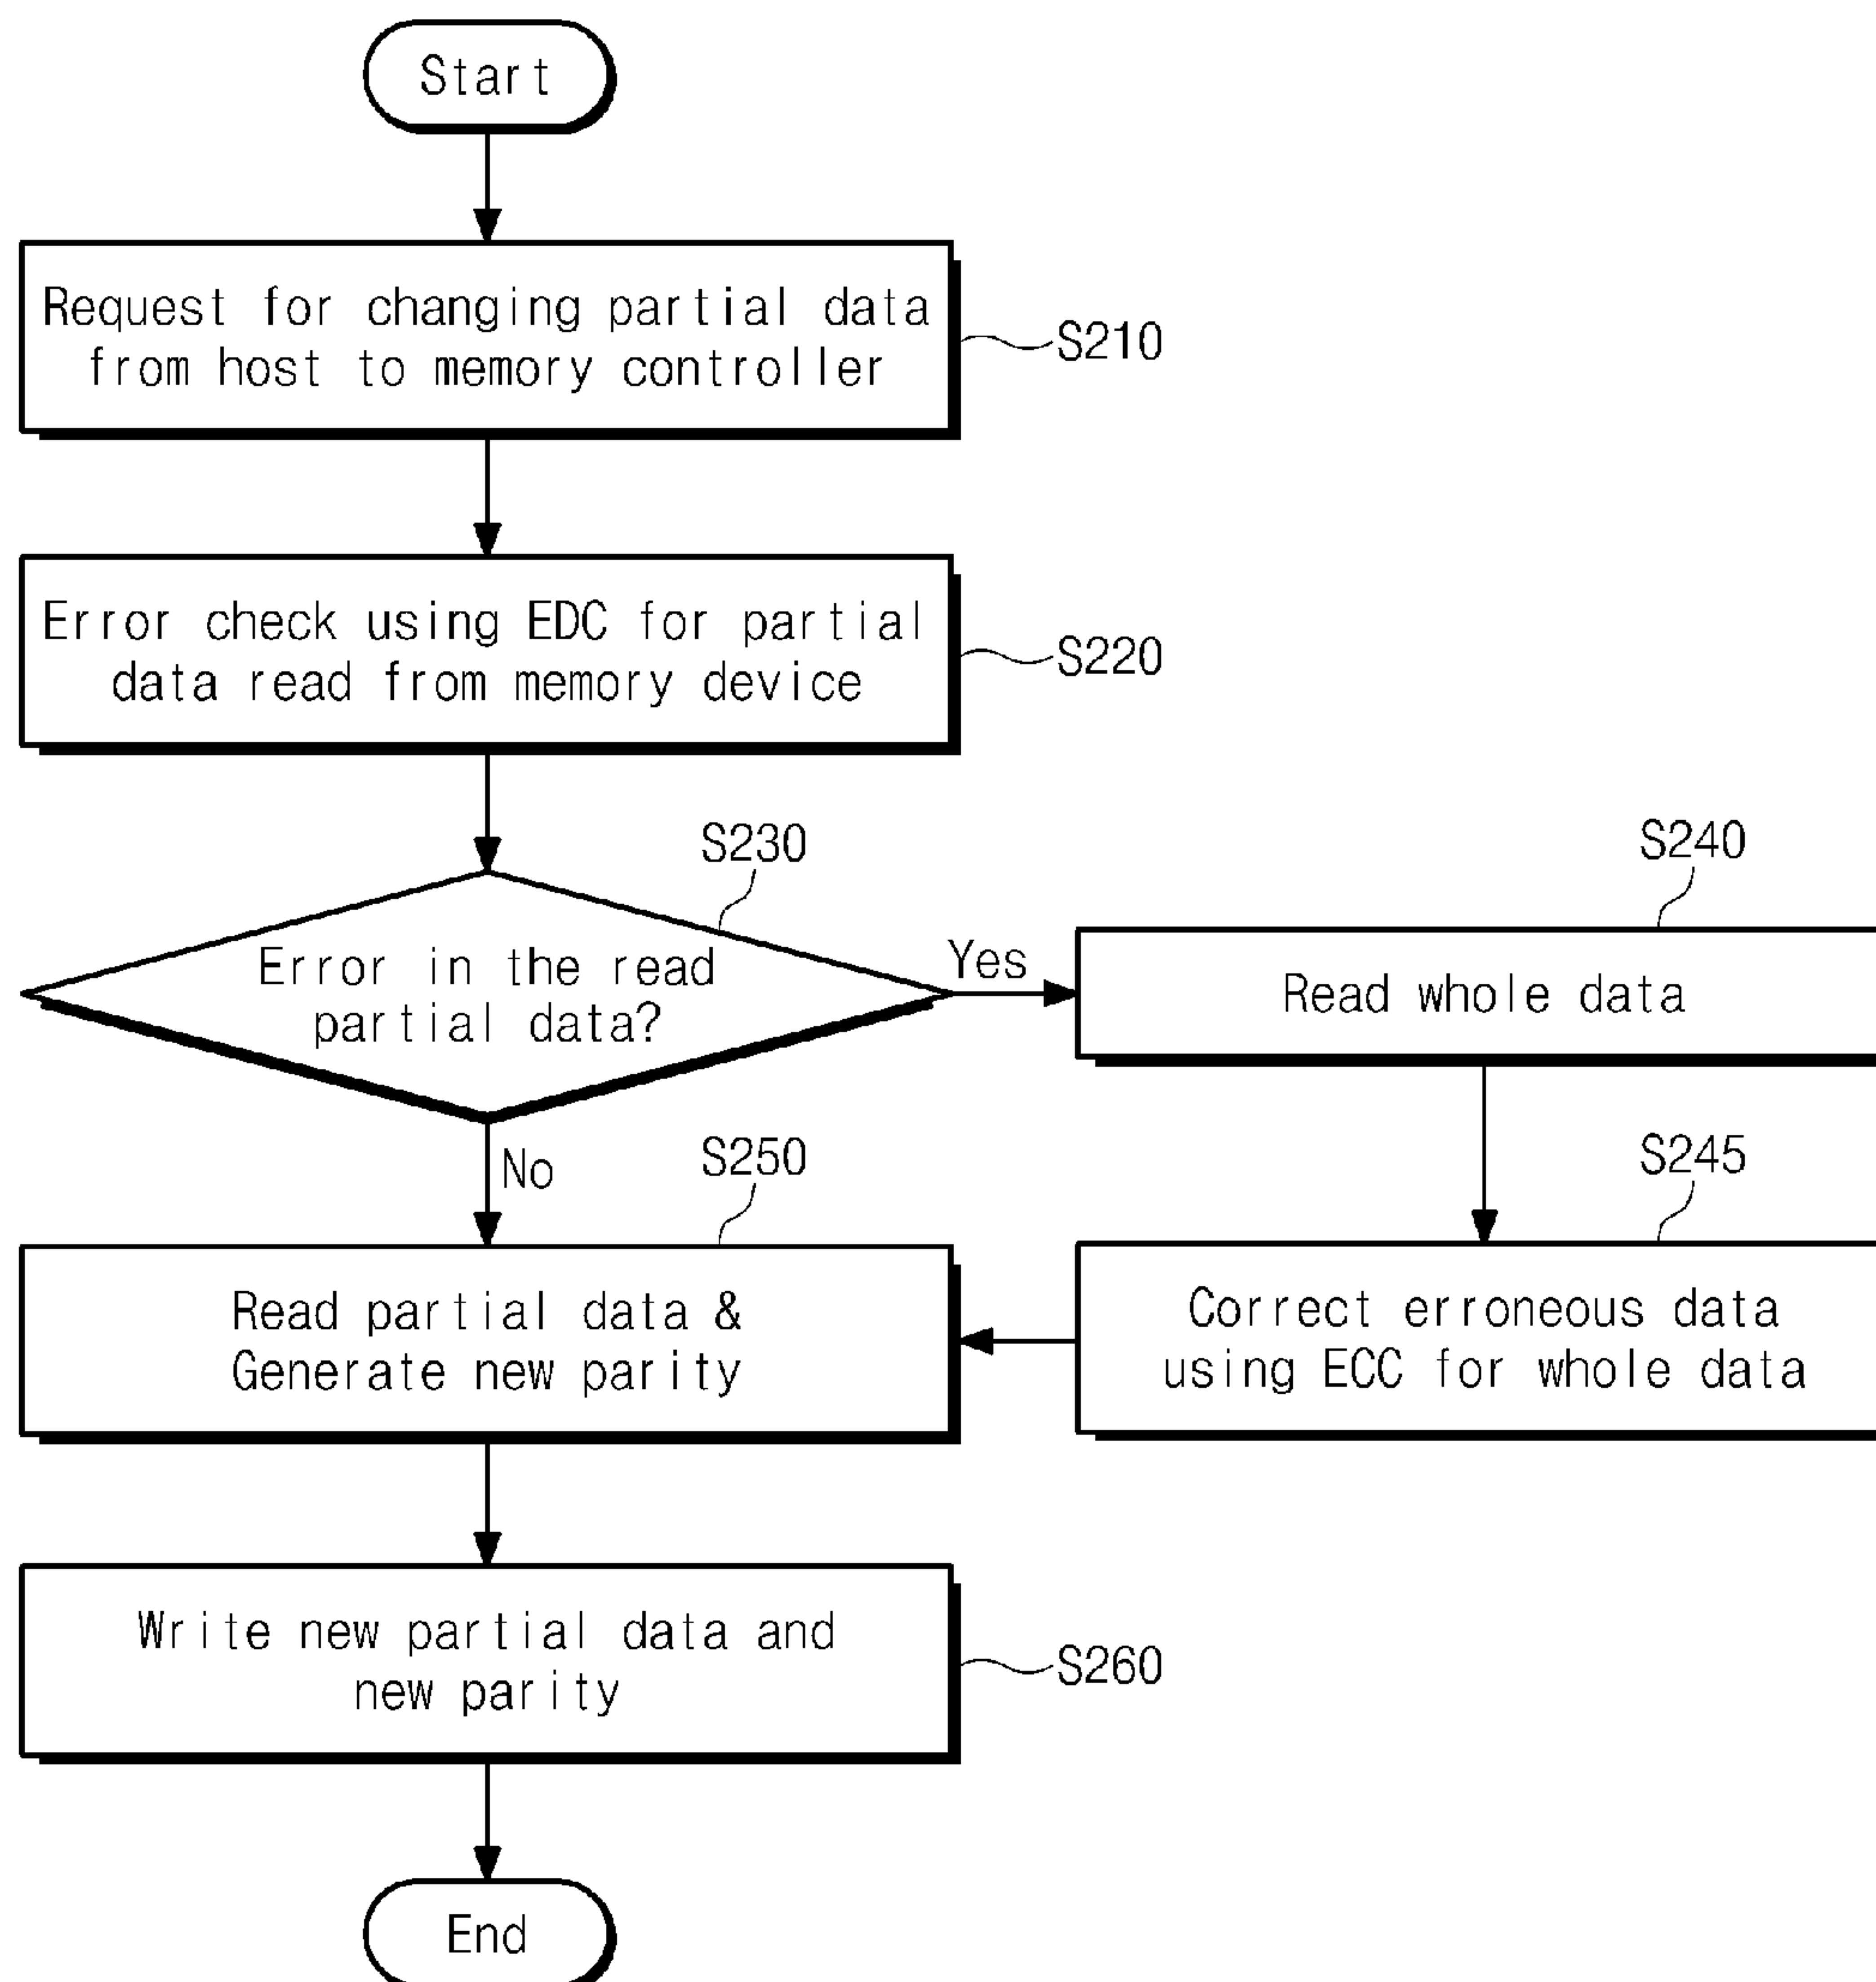 Start
Request for changing partial data
from host to memory controller
S210
Error check using EDC for partial
data read from memory device
S220
S230
Error in the read
partial data?
Yes
No
S240
Read whole data
S245
Correct erroneous data
using ECC for whole data
S250
Read partial data &
Generate new parity
Write new partial data and
new parity
S260
End